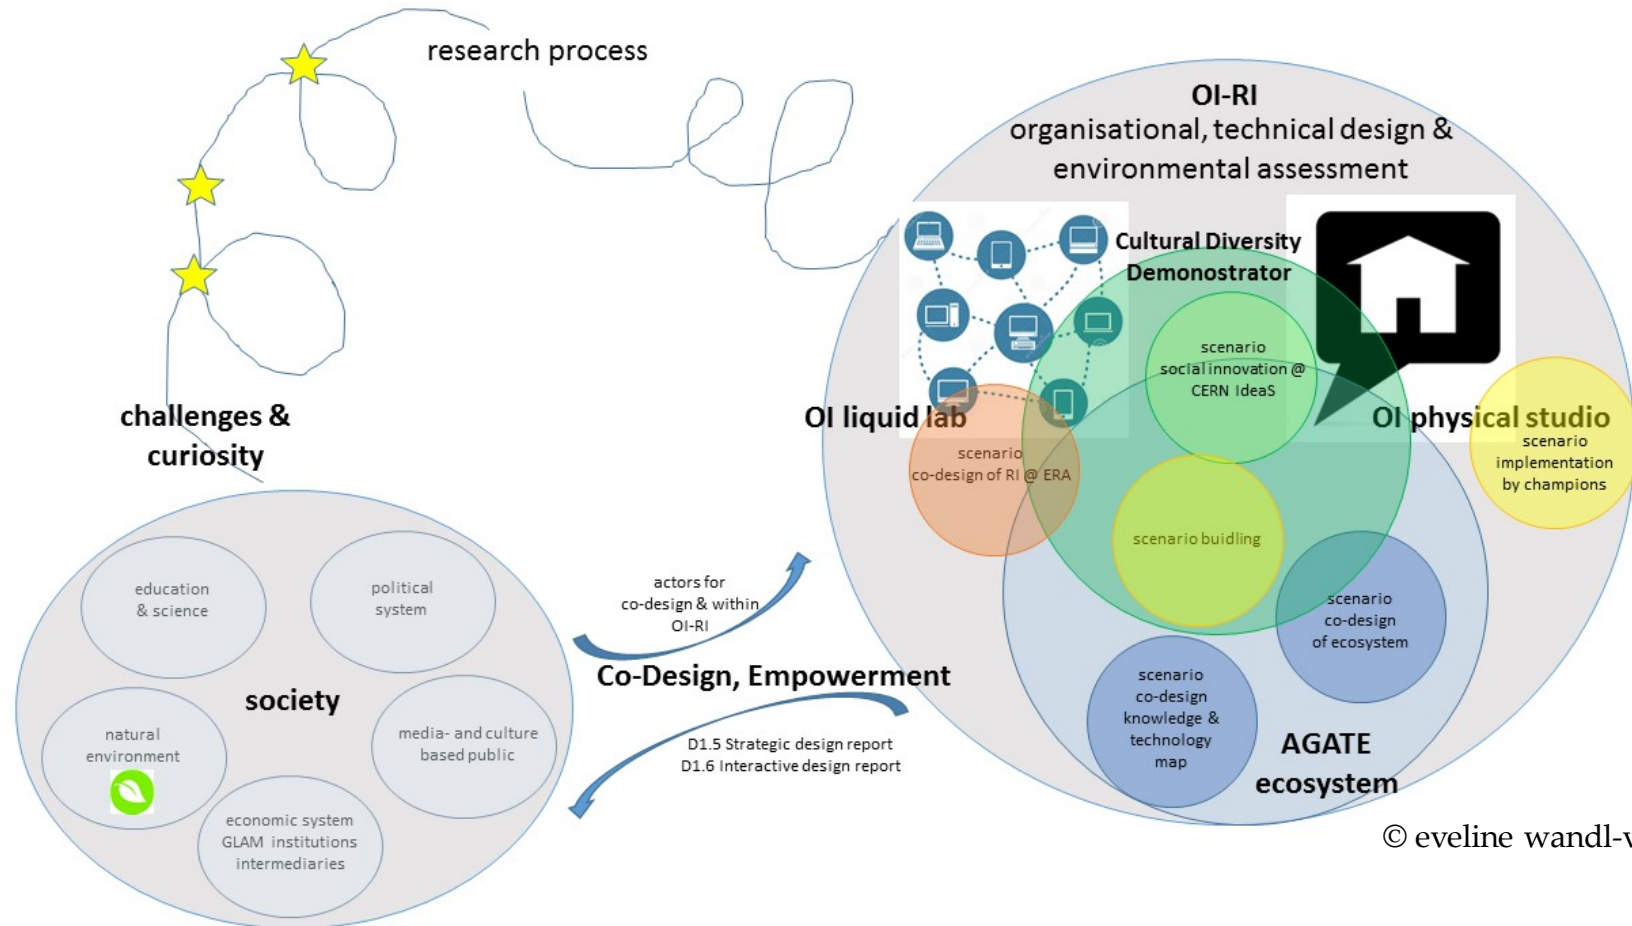 research process
challenges &
curiosity
society
education
& science
political
system
natural
environment
media- and culture
based public
economic system
GLAM institutions
intermediaries
actors for
co-design & within
OI-RI
Co-Design, Empowerment
D1.5 Strategic design report
D1.6 Interactive design report
OI-RI
organisational, technical design &
environmental assessment
Cultural Diversity
Demonostrator
OI liquid lab
OI physical studio
scenario
social innovation @
CERN IdeaS
scenario
co-design of RI @ ERA
scenario
implementation
by champions
scenario buidling
scenario
co-design
of ecosystem
scenario
co-design
knowledge &
technology
map
AGATE
ecosystem
© eveline wandl-